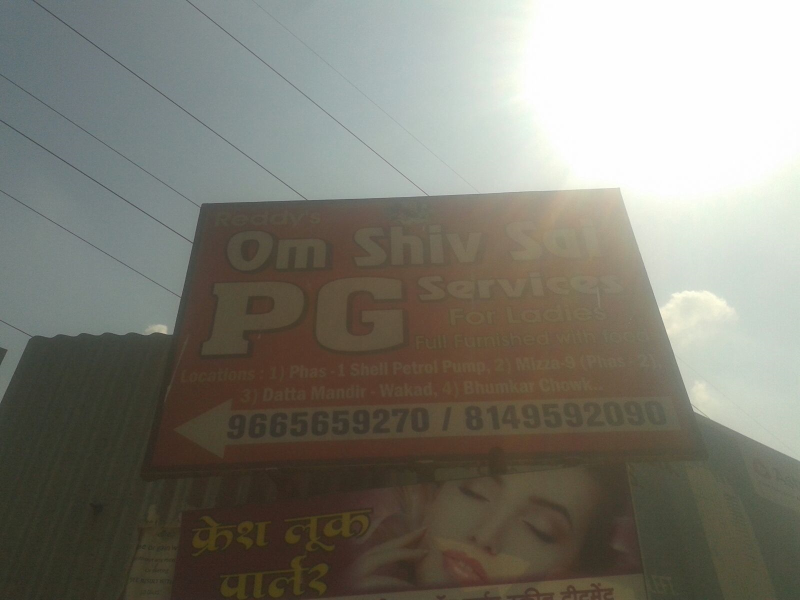 Reddy's
Om Shiv Sai
PG Services
For Ladies
Full Furnished with
Locations : 1) Phas -1 Shell Petrol Pump, 2) Mizza-9 (Phas - 2)
3) Datta Mandir - Wakad, 4) Bhumkar Chowk..
9665659270 / 8149592090
फ्रेश लूक
पार्लर
स्कीन ट्रीटमेंट